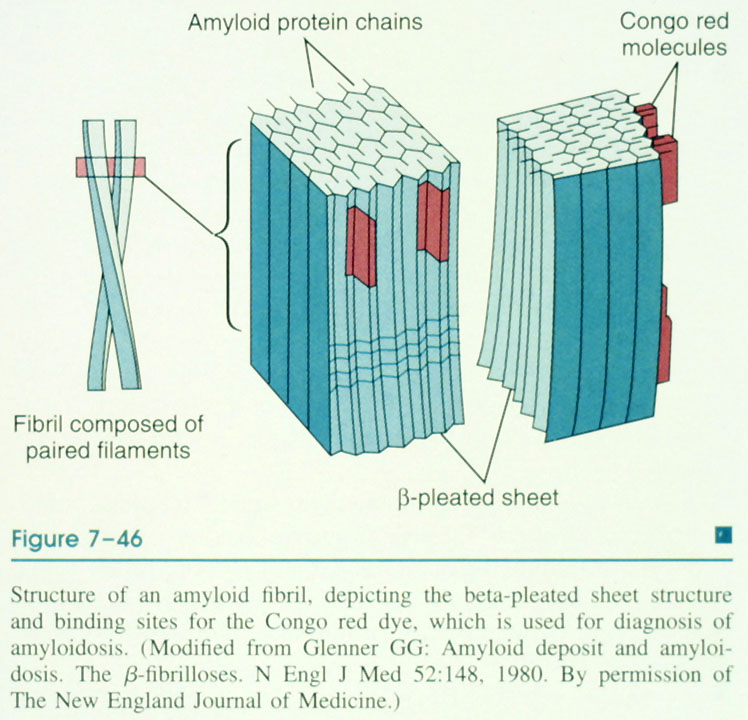 Amyloid protein chains
Congo red
molecules
Fibril composed of
paired filaments
β-pleated sheet
Figure 7–46
Structure of an amyloid fibril, depicting the beta-pleated sheet structure
and binding sites for the Congo red dye, which is used for diagnosis of
amyloidosis. (Modified from Glenner GG: Amyloid deposit and amyloi-
dosis. The β-fibrilloses. N Engl J Med 52:148, 1980. By permission of
The New England Journal of Medicine.)